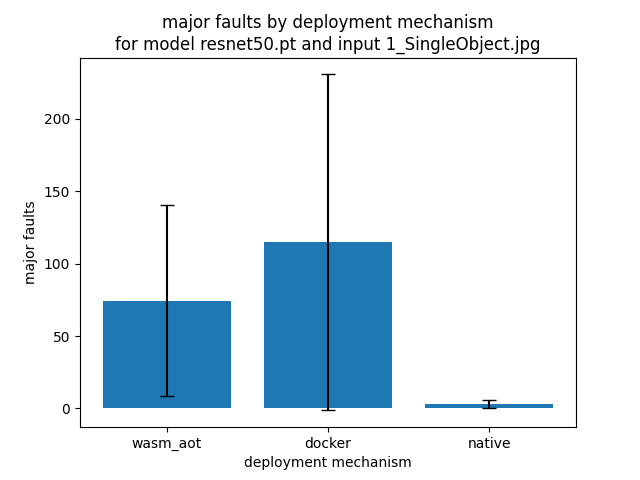 major faults by deployment mechanism
for model resnet50.pt and input 1_SingleObject.jpg
major faults
200
150
100
50
0
wasm_aot
docker
native
deployment mechanism